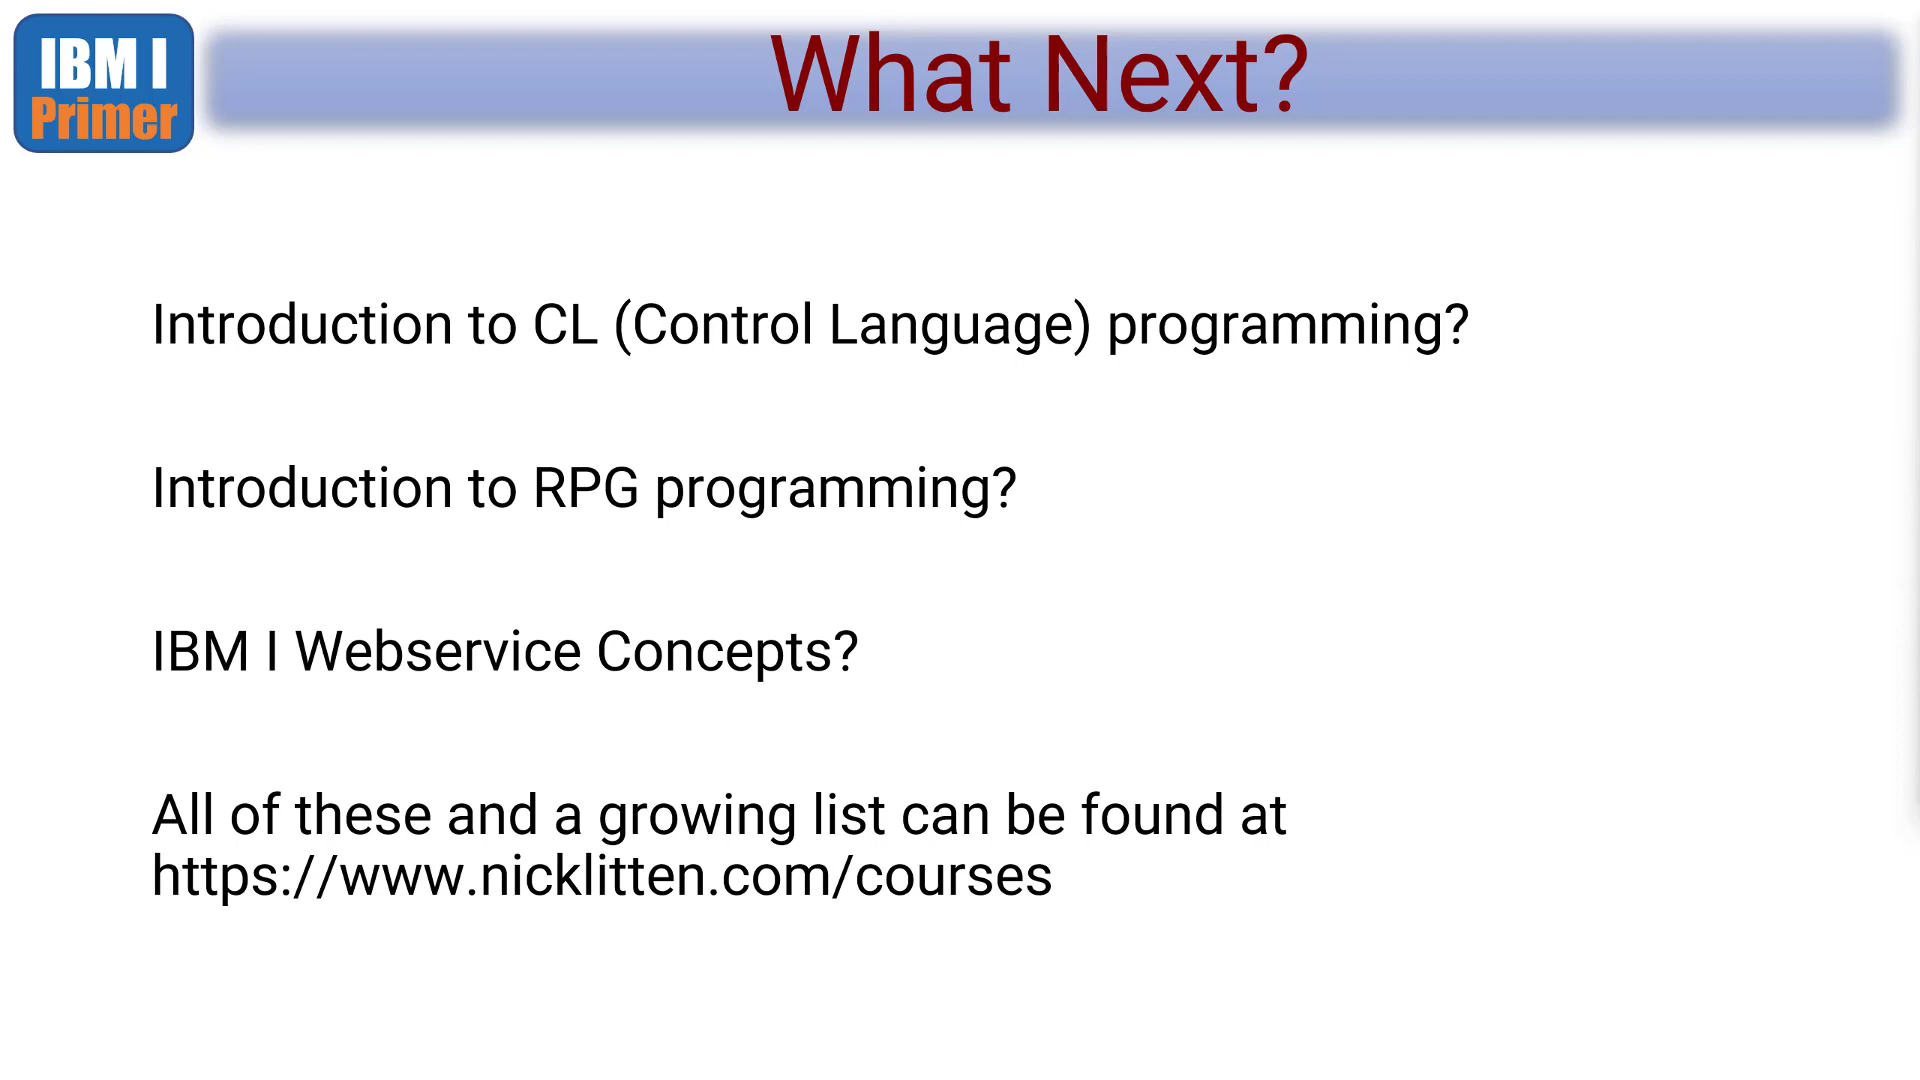 IBM I
Primer
What Next?
Introduction to CL (Control Language) programming?
Introduction to RPG programming?
IBM I Webservice Concepts?
All of these and a growing list can be found at
https://www.nicklitten.com/courses